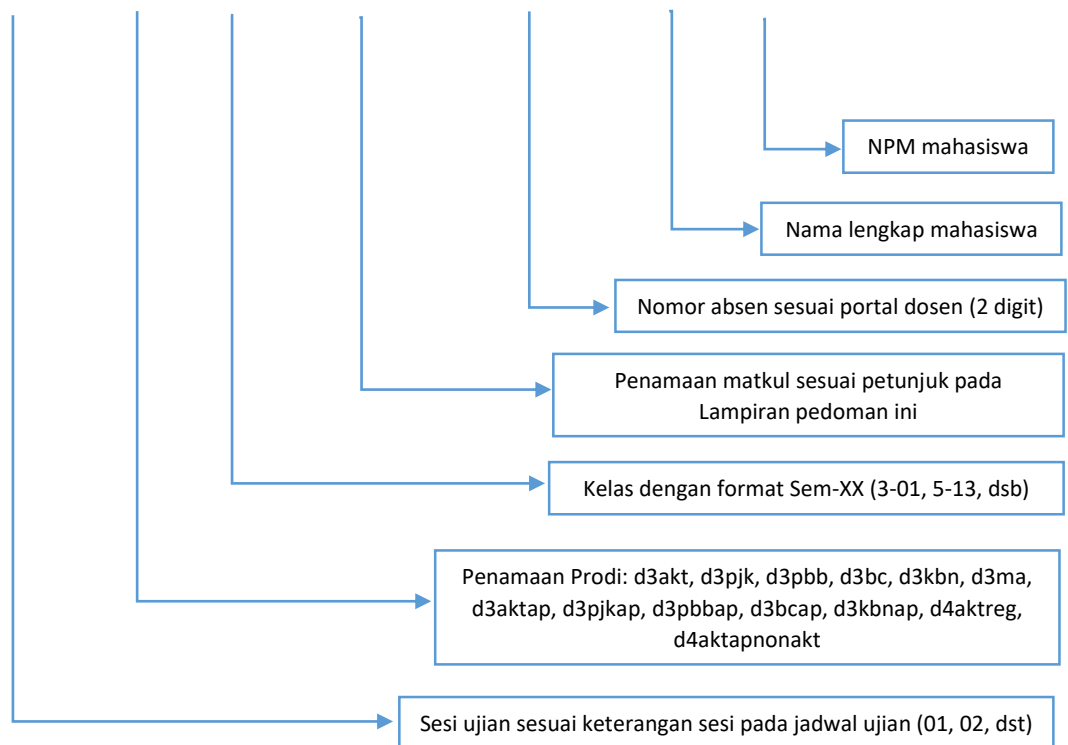 NPM mahasiswa
Nama lengkap mahasiswa
Nomor absen sesuai portal dosen (2 digit)
Penamaan matkul sesuai petunjuk pada
Lampiran pedoman ini
Kelas dengan format Sem-XX (3-01, 5-13, dsb)
Penamaan Prodi: d3akt, d3pjk, d3pbb, d3bc, d3kbn, d3ma,
d3aktap, d3pjkap, d3pbbap, d3bcap, d3kbnap, d4aktreg,
d4aktapnonakt
Sesi ujian sesuai keterangan sesi pada jadwal ujian (01, 02, dst)